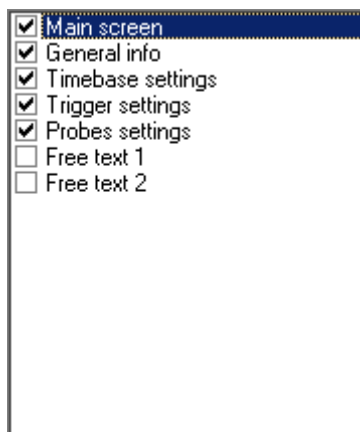 Main screen
General info
Timebase settings
Trigger settings
Probes settings
Free text 1
Free text 2